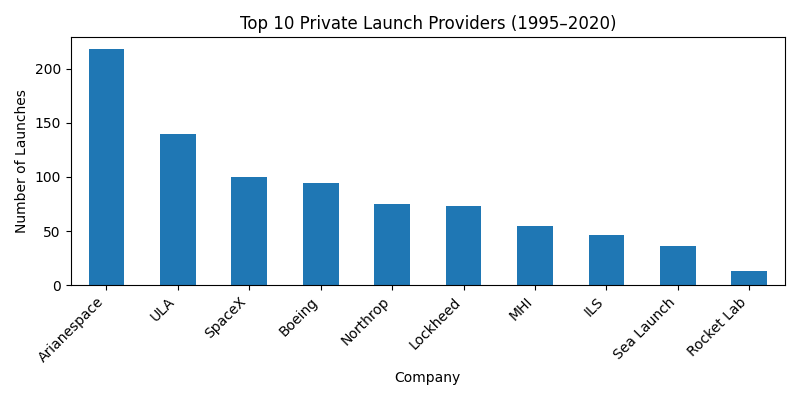 Top 10 Private Launch Providers (1995–2020)
Number of Launches
200
150
100
50
0
Arianespace
ULA
SpaceX
Boeing
Northrop
Lockheed
MHI
ILS
Sea Launch
Rocket Lab
Company